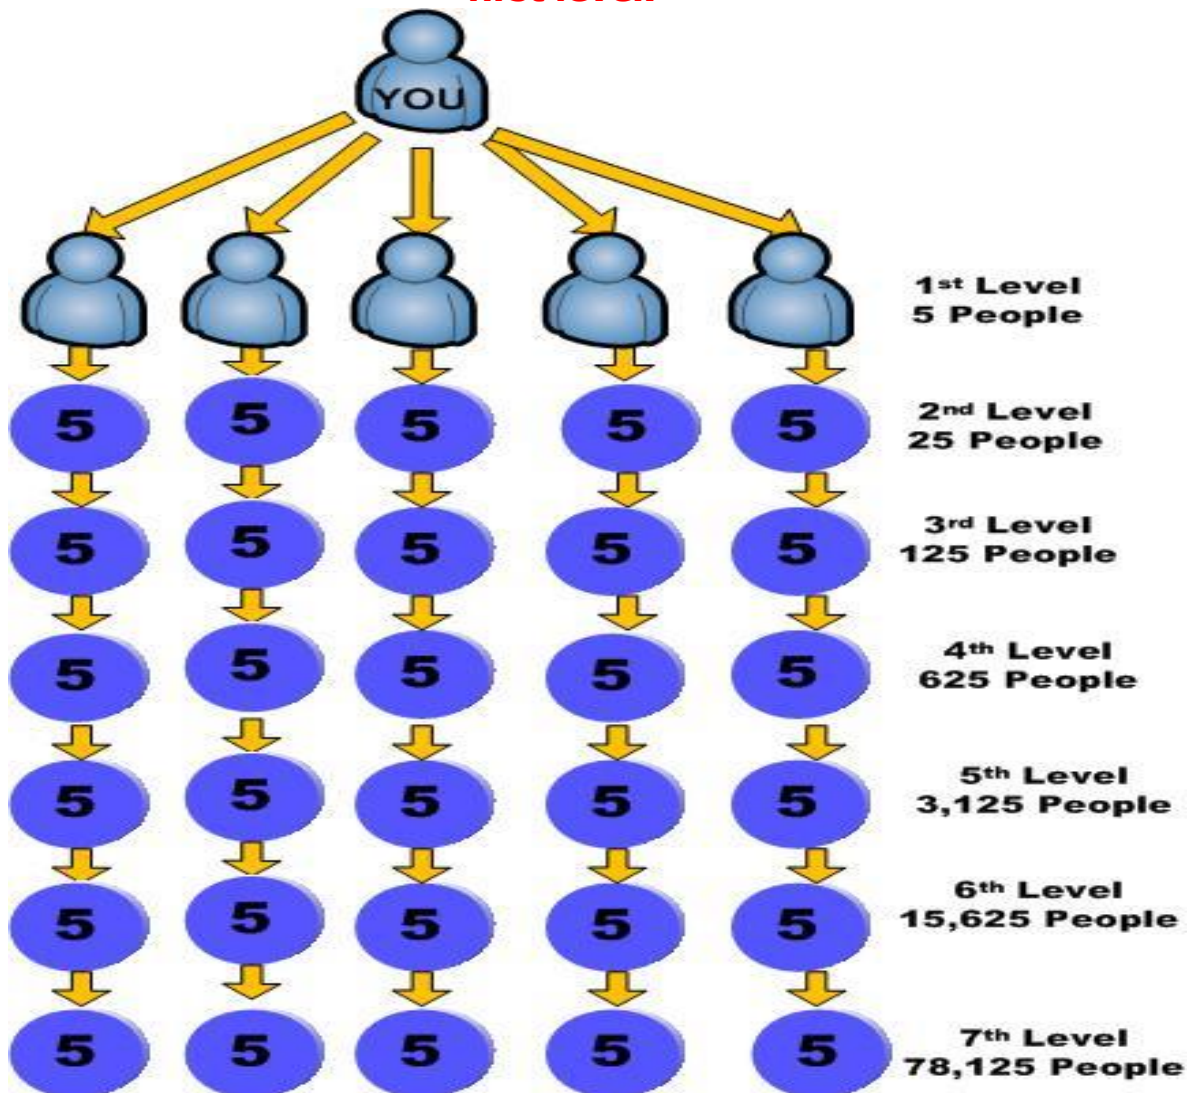 YOU
1st Level
5 People
5 5 5 5 5
2nd Level
25 People
5 5 5 5 5
3rd Level
125 People
5 5 5 5 5
4th Level
625 People
5 5 5 5 5
5th Level
3,125 People
5 5 5 5 5
6th Level
15,625 People
5 5 5 5 5
7th Level
78,125 People